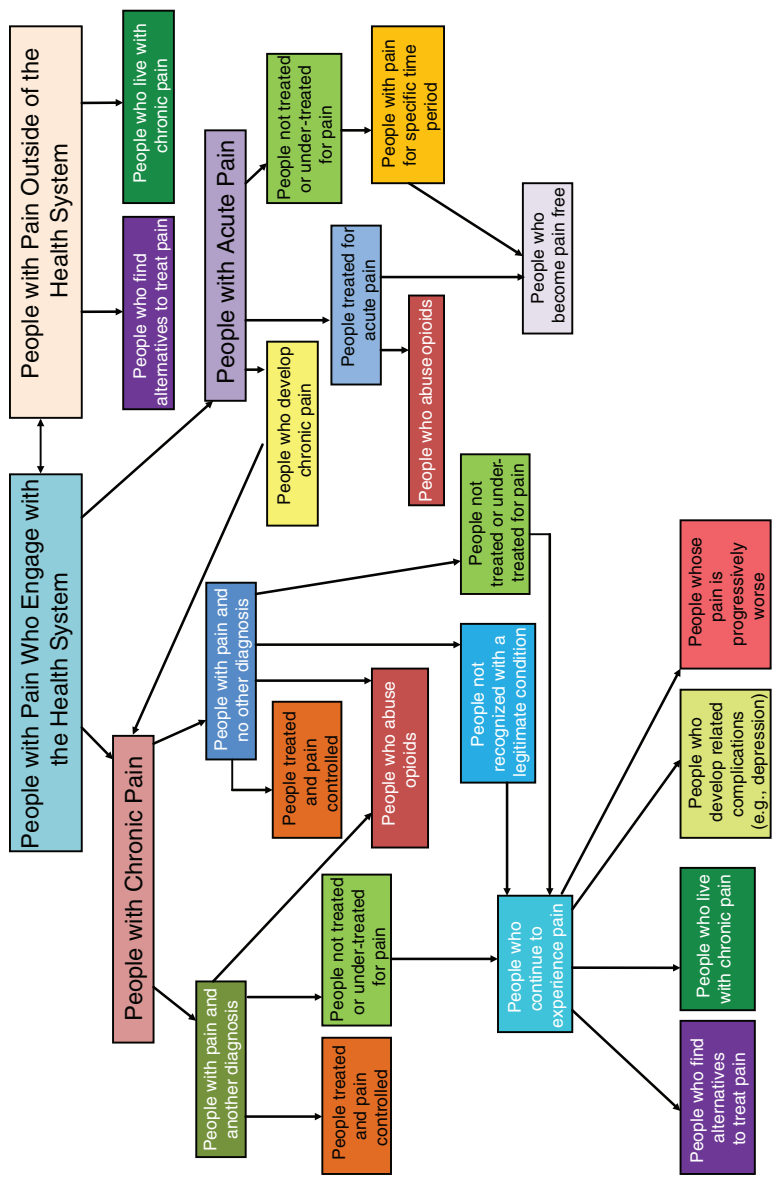 People with Pain Who Engage with
the Health System
People with Pain Outside of the
Health System
People with Chronic Pain
People who find
alternatives to treat pain
People who live with
chronic pain
People with Acute Pain
People with pain and
another diagnosis
People with pain and
no other diagnosis
People who develop
chronic pain
People not treated
or under-treated
for pain
People treated
and pain
controlled
People treated for
acute pain
People treated
and pain
controlled
People not treated
or under-treated
for pain
People who abuse
opioids
People who abuse opioids
People with pain
for specific time
period
People not
recognized with a
legitimate condition
People not
treated or under-
treated for pain
People who
continue to
experience pain
People who
become pain free
People who find
alternatives
to treat pain
People who live
with chronic pain
People who
develop related
complications
(e.g., depression)
People whose
pain is
progressively
worse